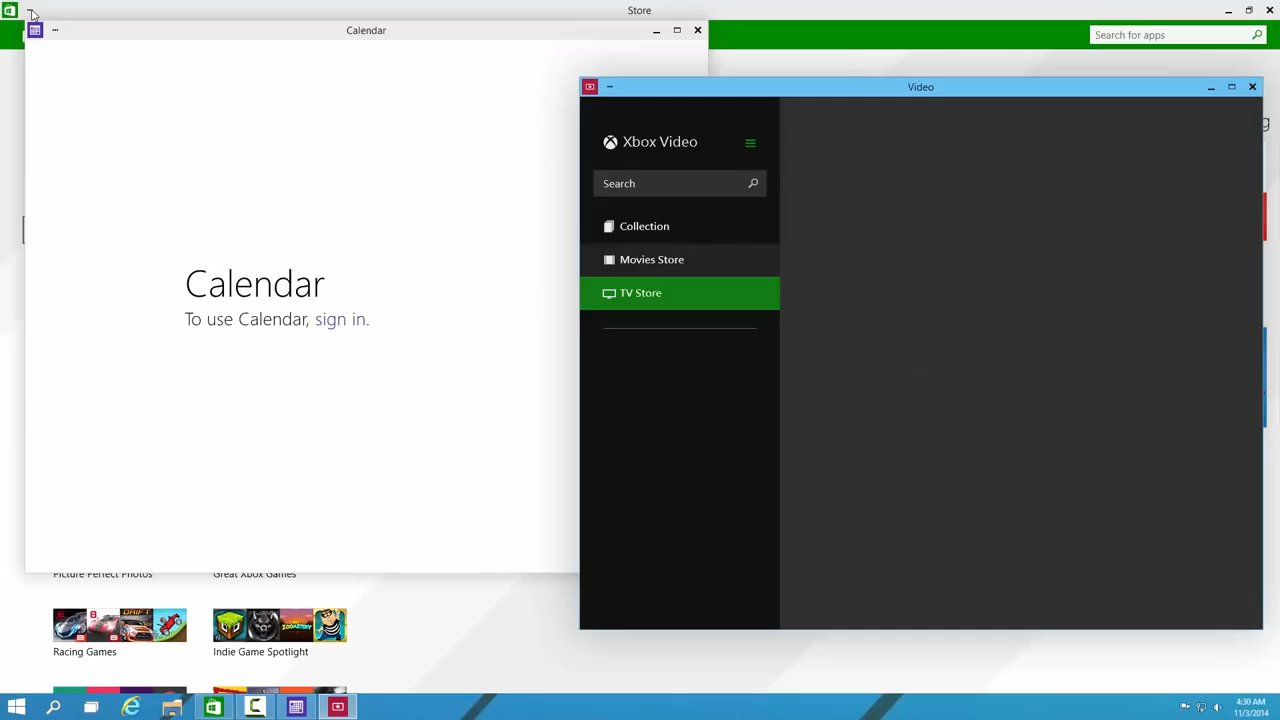 Store
Calendar
Search for apps
Video
Xbox Video
Search
Collection
Movies Store
TV Store
Calendar
To use Calendar, sign in.
Picture Perfect Photos
Great Xbox Games
Racing Games
Indie Game Spotlight
4:30 AM
11/3/2014